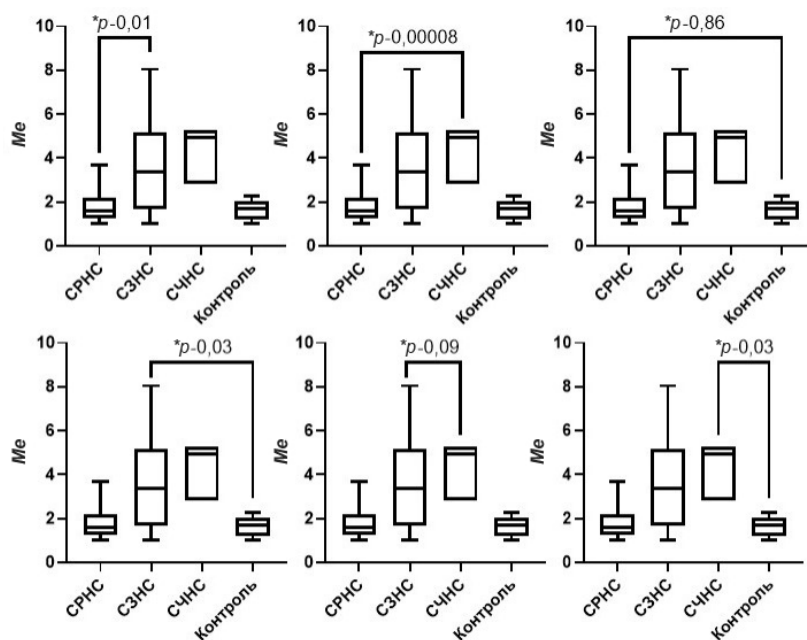 *p-0,01
10
8
6
4
2
0
Me
СРНС
СЗНС
СЧНС
Контроль
*p-0,00008
10
8
6
4
2
0
Me
СРНС
СЗНС
СЧНС
Контроль
*p-0,86
10
8
6
4
2
0
Me
СРНС
СЗНС
СЧНС
Контроль
*p-0,03
10
8
6
4
2
0
Me
СРНС
СЗНС
СЧНС
Контроль
*p-0,09
10
8
6
4
2
0
Me
СРНС
СЗНС
СЧНС
Контроль
*p-0,03
10
8
6
4
2
0
Me
СРНС
СЗНС
СЧНС
Контроль